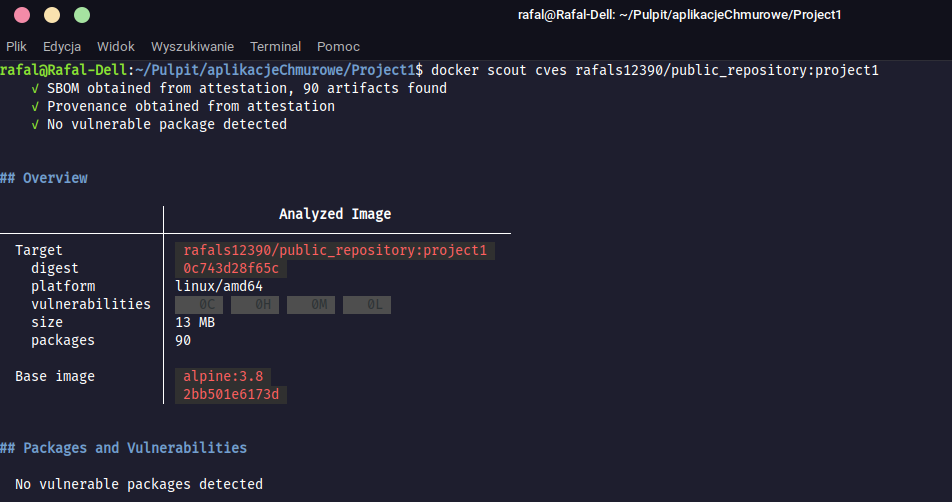 rafal@Rafal-Dell: ~/Pulpit/aplikacjeChmurowe/Project1
Plik Edycja Widok Wyszukiwanie Terminal Pomoc
rafal@Rafal-Dell:~/Pulpit/aplikacjeChmurowe/Project1$ docker scout cves rafals12390/public_repository:project1
✓ SBOM obtained from attestation, 90 artifacts found
✓ Provenance obtained from attestation
✓ No vulnerable package detected
## Overview
Analyzed Image
Target rafals12390/public_repository:project1
digest 0c743d28f65c
platform linux/amd64
vulnerabilities 0C 0H 0M 0L
size 13 MB
packages 90
Base image alpine:3.8
2bb501e6173d
## Packages and Vulnerabilities
No vulnerable packages detected